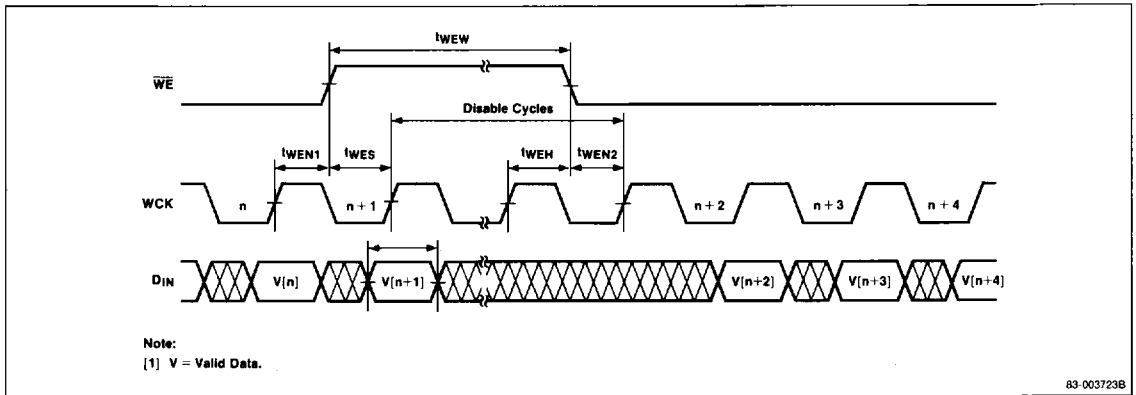 tWEW
WE
Disable Cycles
tWEN1 tWES tWEH tWEN2
WCK n n + 1 n + 2 n + 3 n + 4
DIN V[n] V[n+1] V[n+2] V[n+3] V[n+4]
Note:
[1] V = Valid Data.
83-003723B